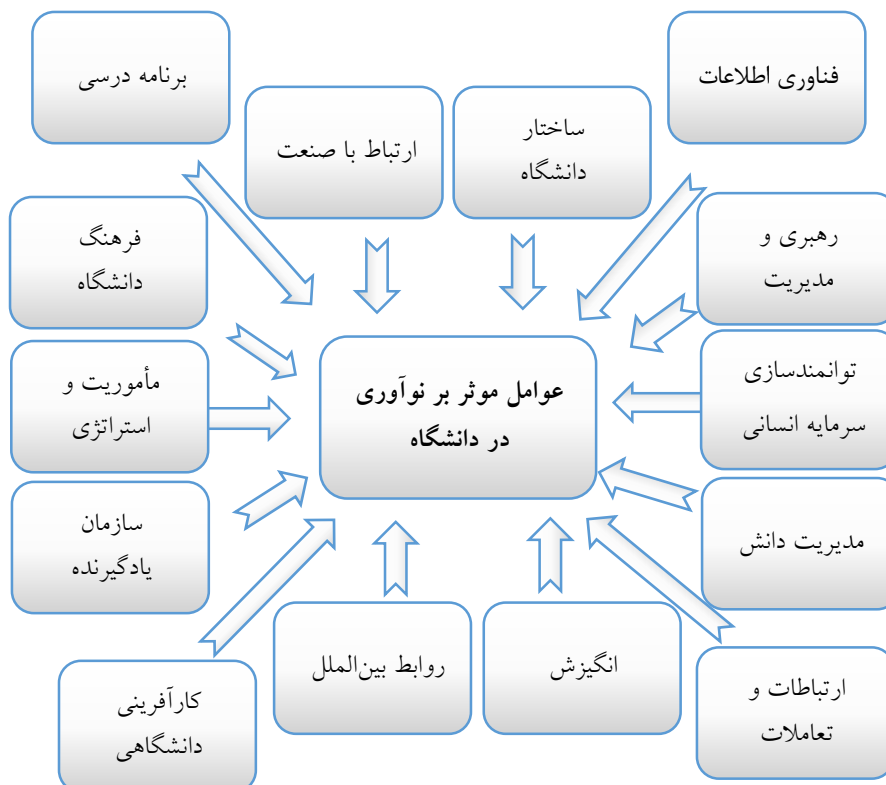 فناوری اطلاعات
برنامه درسی
ساختار
دانشگاه
ارتباط با صنعت
رهبری و
مدیریت
فرهنگ
دانشگاه
توانمندسازی
سرمایه انسانی
عوامل موثر بر نوآوری
در دانشگاه
مأموریت و
استراتژی
مدیریت دانش
سازمان
یادگیرنده
انگیزش
روابط بین‌الملل
ارتباطات و
تعاملات
کارآفرینی
دانشگاهی